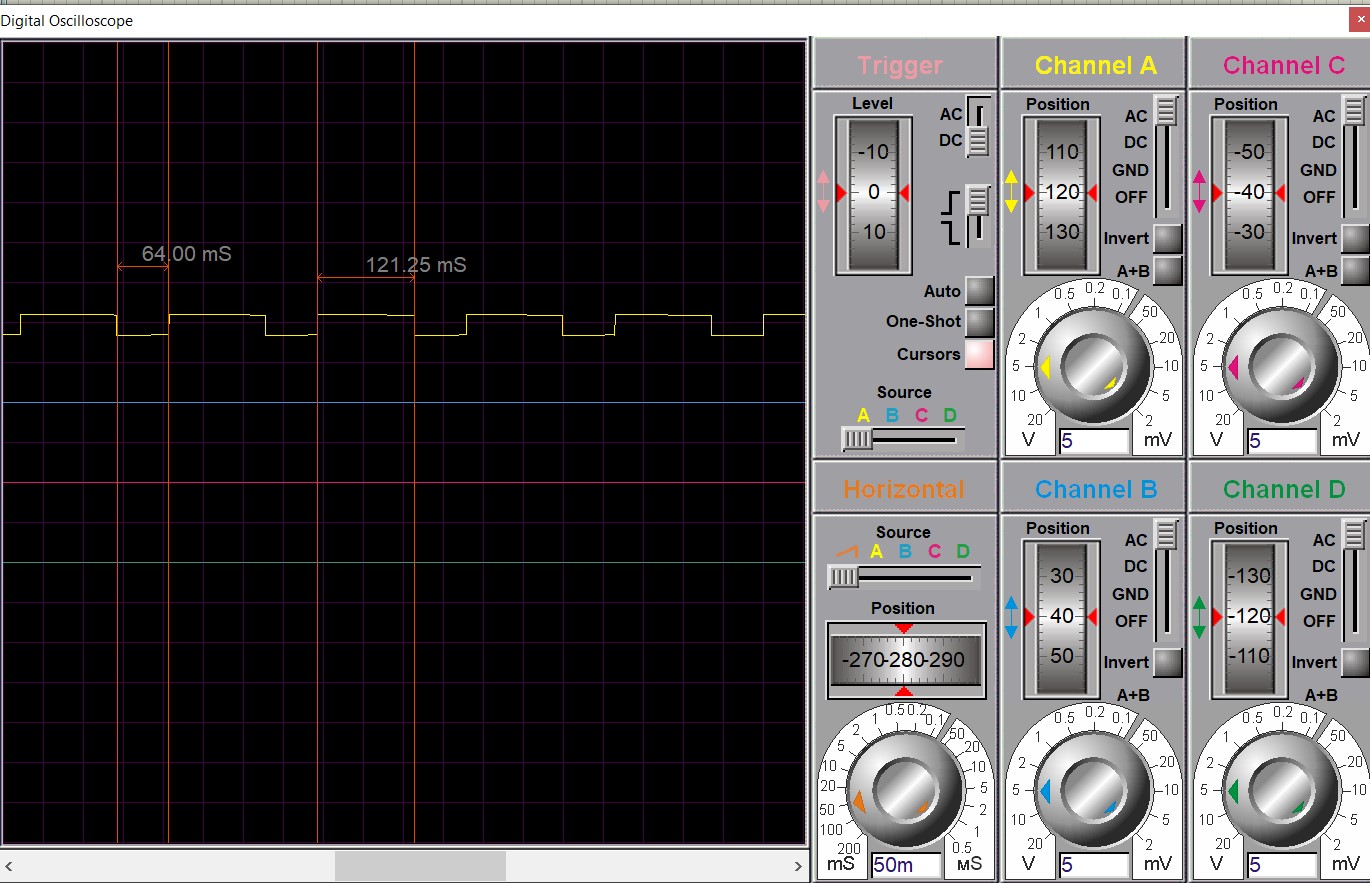 Digital Oscilloscope
×
64.00 mS
121.25 mS
Trigger
Level
AC
DC
-10
0
10
Auto
One-Shot
Cursors
Source
A B C D
Channel A
Position
110
120
130
AC
DC
GND
OFF
Invert
A+B
20 10 5 2 1 0.5 0.2 0.1 50 20 10 5 2
V
5
mV
Channel C
Position
-50
-40
-30
AC
DC
GND
OFF
Invert
A+B
20 10 5 2 1 0.5 0.2 0.1 50 20 10 5 2
V
5
mV
Horizontal
Source
A B C D
Position
-270-280-290
200 100 50 20 10 5 2 1 0.5 0.2 0.1 50 20 10 5 2 1 0.5
mS
50m
мS
Channel B
Position
30
40
50
AC
DC
GND
OFF
Invert
A+B
20 10 5 2 1 0.5 0.2 0.1 50 20 10 5 2
V
5
mV
Channel D
Position
-130
-120
-110
AC
DC
GND
OFF
Invert
A+B
20 10 5 2 1 0.5 0.2 0.1 50 20 10 5 2
V
5
mV